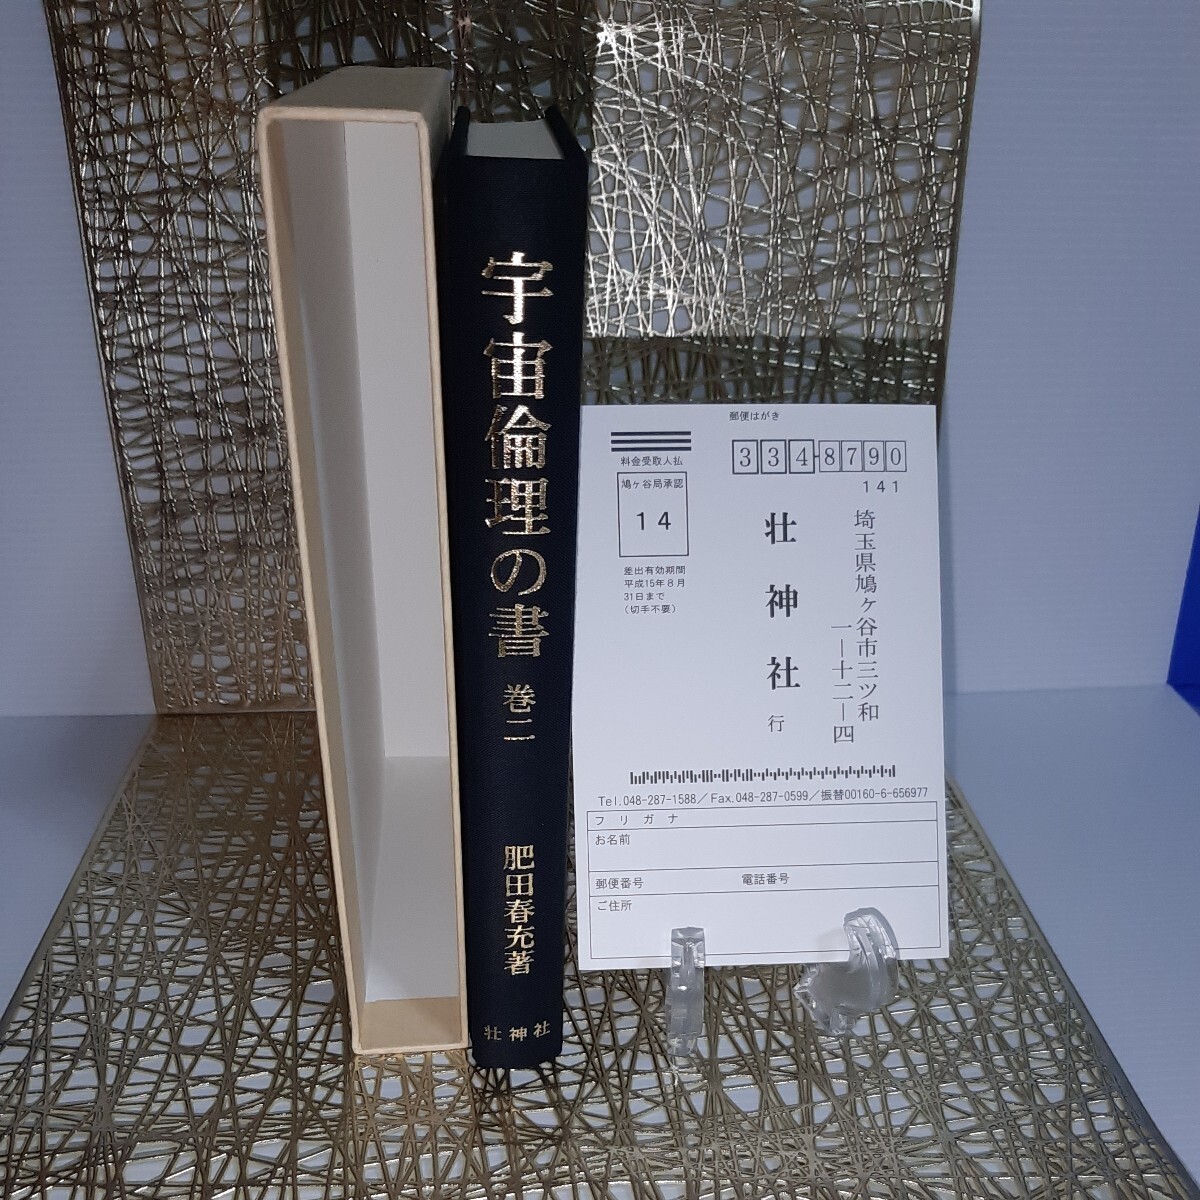 宇宙倫理の書 巻二
肥田春充著
壮神社
郵便はがき
料金受取人払
鳩ヶ谷局承認
14
差出有効期間
平成15年8月
31日まで
（切手不要）
334-8790
141
埼玉県鳩ヶ谷市三ツ和
一ー十二ー四
壮神社 行
Tel.048-287-1588／Fax.048-287-0599／振替00160-6-656977
フリガナ
お名前
郵便番号 電話番号
ご住所